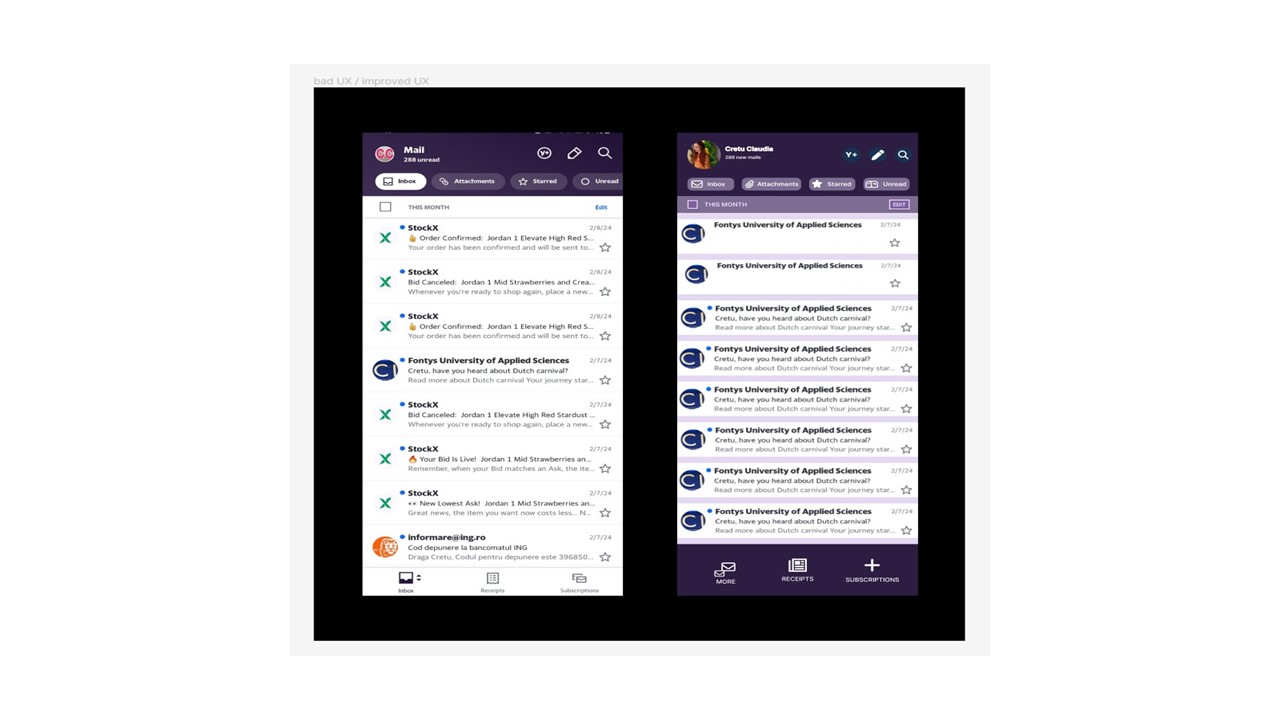 bad UX / improved UX
Mail
288 unread
Y+
Inbox
Attachments
Starred
Unread
THIS MONTH
Edit
StockX
2/8/24
👍 Order Confirmed: Jordan 1 Elevate High Red S...
Your order has been confirmed and will be sent to...
StockX
2/8/24
Bid Canceled: Jordan 1 Mid Strawberries and Crea...
Whenever you're ready to shop again, place a new...
StockX
2/8/24
👍 Order Confirmed: Jordan 1 Elevate High Red S...
Your order has been confirmed and will be sent to...
Fontys University of Applied Sciences
2/7/24
Cretu, have you heard about Dutch carnival?
Read more about Dutch carnival Your journey star...
StockX
2/7/24
Bid Canceled: Jordan 1 Elevate High Red Stardust ...
Whenever you're ready to shop again, place a new...
StockX
2/7/24
🔥 Your Bid Is Live! Jordan 1 Mid Strawberries an...
Remember, when your Bid matches an Ask, the ite...
StockX
2/7/24
👀 New Lowest Ask! Jordan 1 Mid Strawberries an...
Great news, the item you want now costs less... N...
informare@ing.ro
2/7/24
Cod depunere la bancomatul ING
Draga Cretu, Codul pentru depunere este 396850...
Inbox
Receipts
Subscriptions
Cretu Claudia
288 new mails
Y+
Inbox
Attachments
Starred
Unread
THIS MONTH
EDIT
Fontys University of Applied Sciences
2/7/24
Fontys University of Applied Sciences
2/7/24
Fontys University of Applied Sciences
2/7/24
Cretu, have you heard about Dutch carnival?
Read more about Dutch carnival Your journey star...
Fontys University of Applied Sciences
2/7/24
Cretu, have you heard about Dutch carnival?
Read more about Dutch carnival Your journey star...
Fontys University of Applied Sciences
2/7/24
Cretu, have you heard about Dutch carnival?
Read more about Dutch carnival Your journey star...
Fontys University of Applied Sciences
2/7/24
Cretu, have you heard about Dutch carnival?
Read more about Dutch carnival Your journey star...
Fontys University of Applied Sciences
2/7/24
Cretu, have you heard about Dutch carnival?
Read more about Dutch carnival Your journey star...
Fontys University of Applied Sciences
2/7/24
Cretu, have you heard about Dutch carnival?
Read more about Dutch carnival Your journey star...
MORE
RECEIPTS
SUBSCRIPTIONS